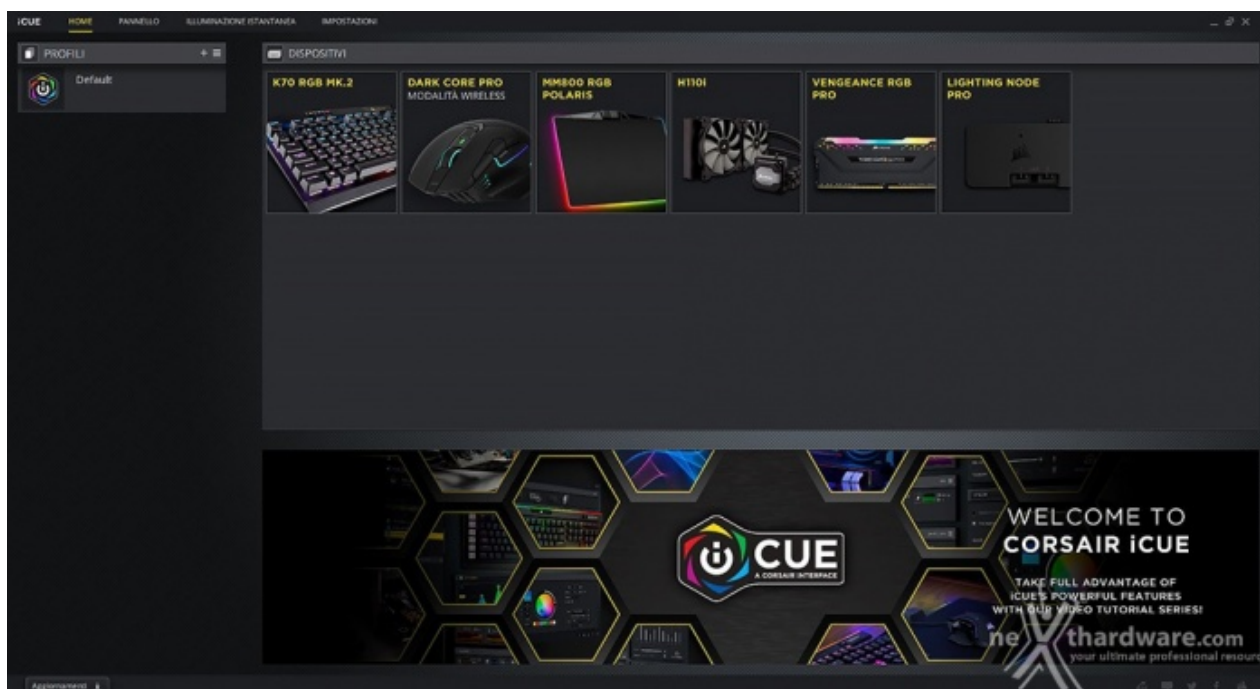 iCUE HOME PANNELLO ILLUMINAZIONE ISTANTANEA IMPOSTAZIONI
PROFILI
Default
DISPOSITIVI
K70 RGB MK.2
DARK CORE PRO
MODALITÀ WIRELESS
MM800 RGB
POLARIS
H110i
VENGEANCE RGB
PRO
LIGHTING NODE
PRO
CUE
A CORSAIR INTERFACE
WELCOME TO
CORSAIR iCUE
TAKE FULL ADVANTAGE OF
iCUE'S POWERFUL FEATURES
WITH OUR VIDEO TUTORIAL SERIES!
nexthardware.com
your ultimate professional resour
Aggiornamenti